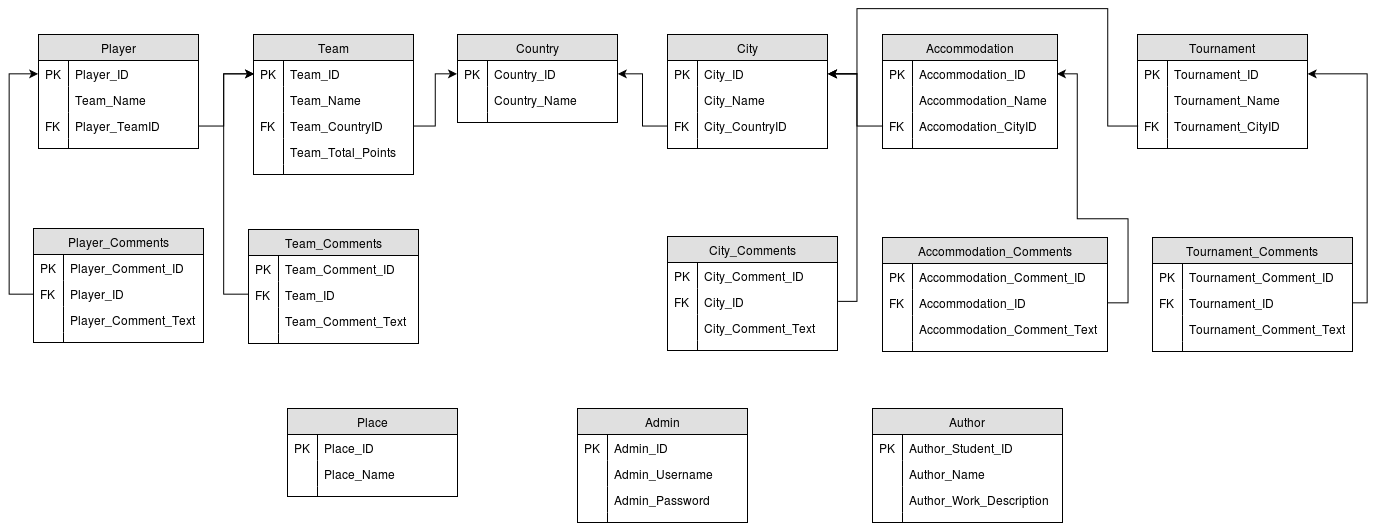 Player
PK Player_ID
Team_Name
FK Player_TeamID
Team
PK Team_ID
Team_Name
FK Team_CountryID
Team_Total_Points
Country
PK Country_ID
Country_Name
City
PK City_ID
City_Name
FK City_CountryID
Accommodation
PK Accommodation_ID
Accommodation_Name
FK Accomodation_CityID
Tournament
PK Tournament_ID
Tournament_Name
FK Tournament_CityID
Player_Comments
PK Player_Comment_ID
FK Player_ID
Player_Comment_Text
Team_Comments
PK Team_Comment_ID
FK Team_ID
Team_Comment_Text
City_Comments
PK City_Comment_ID
FK City_ID
City_Comment_Text
Accommodation_Comments
PK Accommodation_Comment_ID
FK Accommodation_ID
Accommodation_Comment_Text
Tournament_Comments
PK Tournament_Comment_ID
FK Tournament_ID
Tournament_Comment_Text
Place
PK Place_ID
Place_Name
Admin
PK Admin_ID
Admin_Username
Admin_Password
Author
PK Author_Student_ID
Author_Name
Author_Work_Description